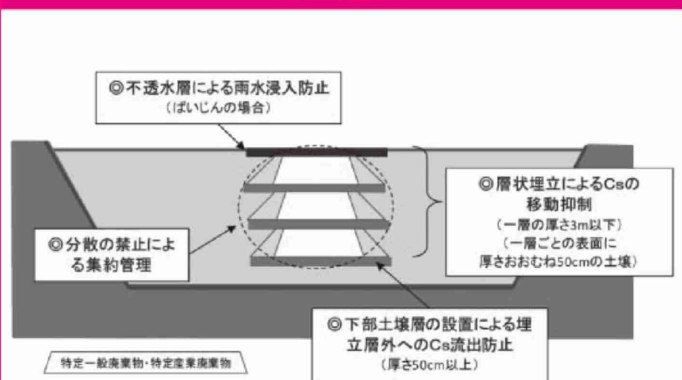 ◎不透水層による雨水浸入防止
(ばいじんの場合)
◎層状埋立によるCsの
移動抑制
(一層の厚さ3m以下)
(一層ごとの表面に
厚さおおむね50cmの土壌)
◎分散の禁止によ
る集約管理
◎下部土壌層の設置による埋
立層外へのCs流出防止
(厚さ50cm以上)
特定一般廃棄物・特定産業廃棄物